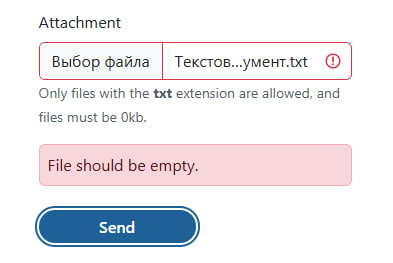 Attachment
Выбор файла Текстов...умент.txt
Only files with the txt extension are allowed, and
files must be 0kb.
File should be empty.
Send